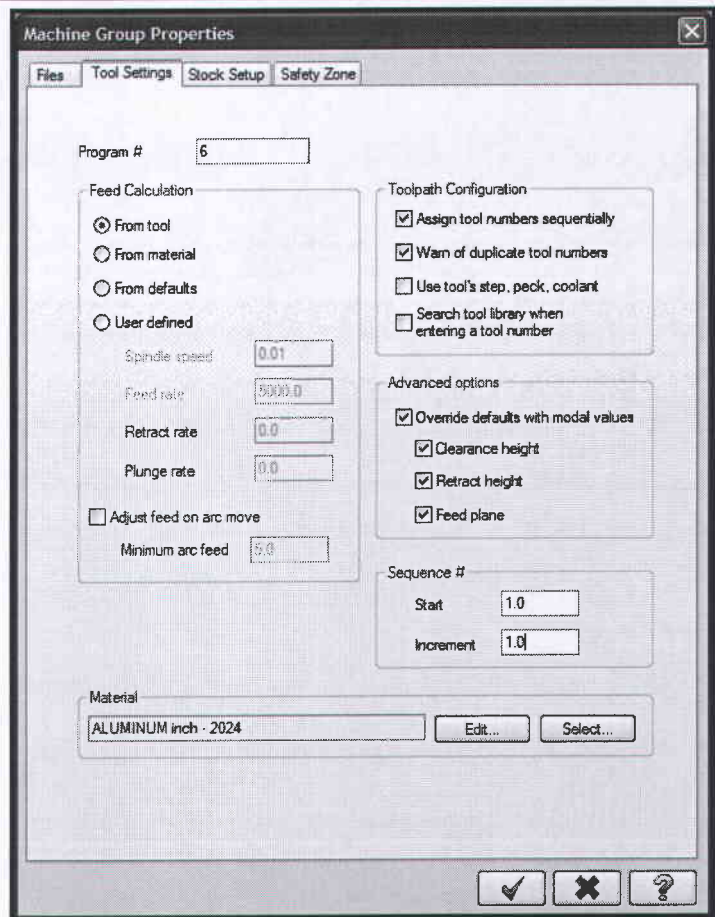 Machine Group Properties
Files
Tool Settings
Stock Setup
Safety Zone
Program #
6
Feed Calculation
From tool
From material
From defaults
User defined
Spindle speed
0.01
Feed rate
5000.0
Retract rate
0.0
Plunge rate
0.0
Adjust feed on arc move
Minimum arc feed
5.0
Toolpath Configuration
Assign tool numbers sequentially
Warn of duplicate tool numbers
Use tool's step, peck, coolant
Search tool library when
entering a tool number
Advanced options
Override defaults with modal values
Clearance height
Retract height
Feed plane
Sequence #
Start
1.0
Increment
1.0
Material
ALUMINUM inch - 2024
Edit...
Select...